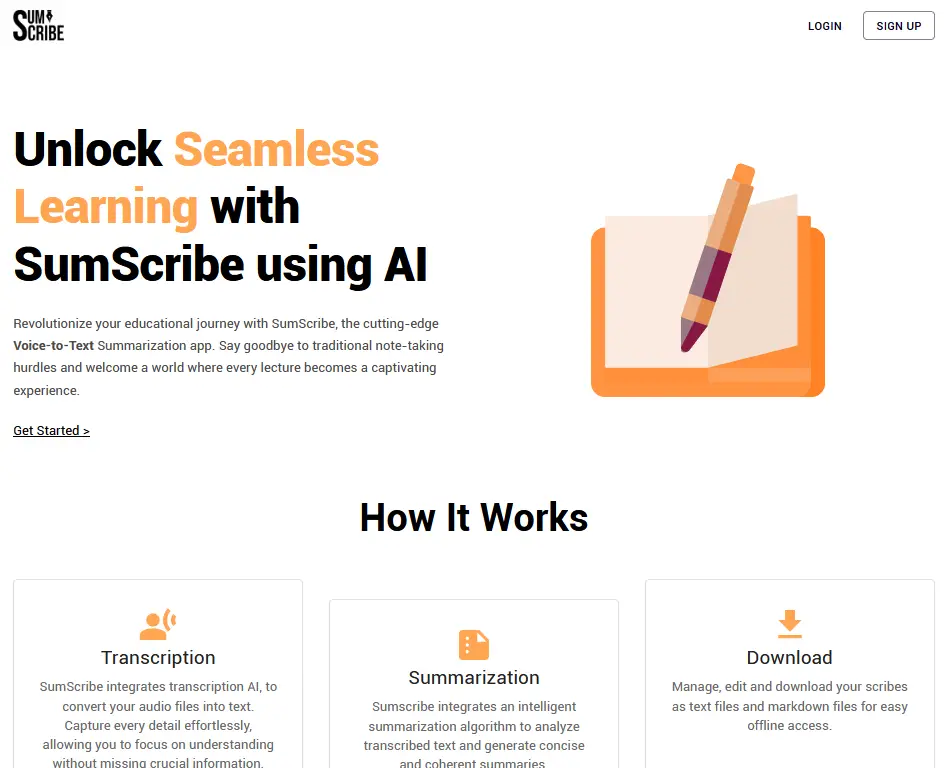 SUM
SCRIBE
LOGIN
SIGN UP
Unlock Seamless
Learning with
SumScribe using AI
Revolutionize your educational journey with SumScribe, the cutting-edge
Voice-to-Text Summarization app. Say goodbye to traditional note-taking
hurdles and welcome a world where every lecture becomes a captivating
experience.
Get Started >
How It Works
Transcription
SumScribe integrates transcription AI, to
convert your audio files into text.
Capture every detail effortlessly,
allowing you to focus on understanding
without missing crucial information.
Summarization
Sumscribe integrates an intelligent
summarization algorithm to analyze
transcribed text and generate concise
and coherent summaries.
Download
Manage, edit and download your scribes
as text files and markdown files for easy
offline access.